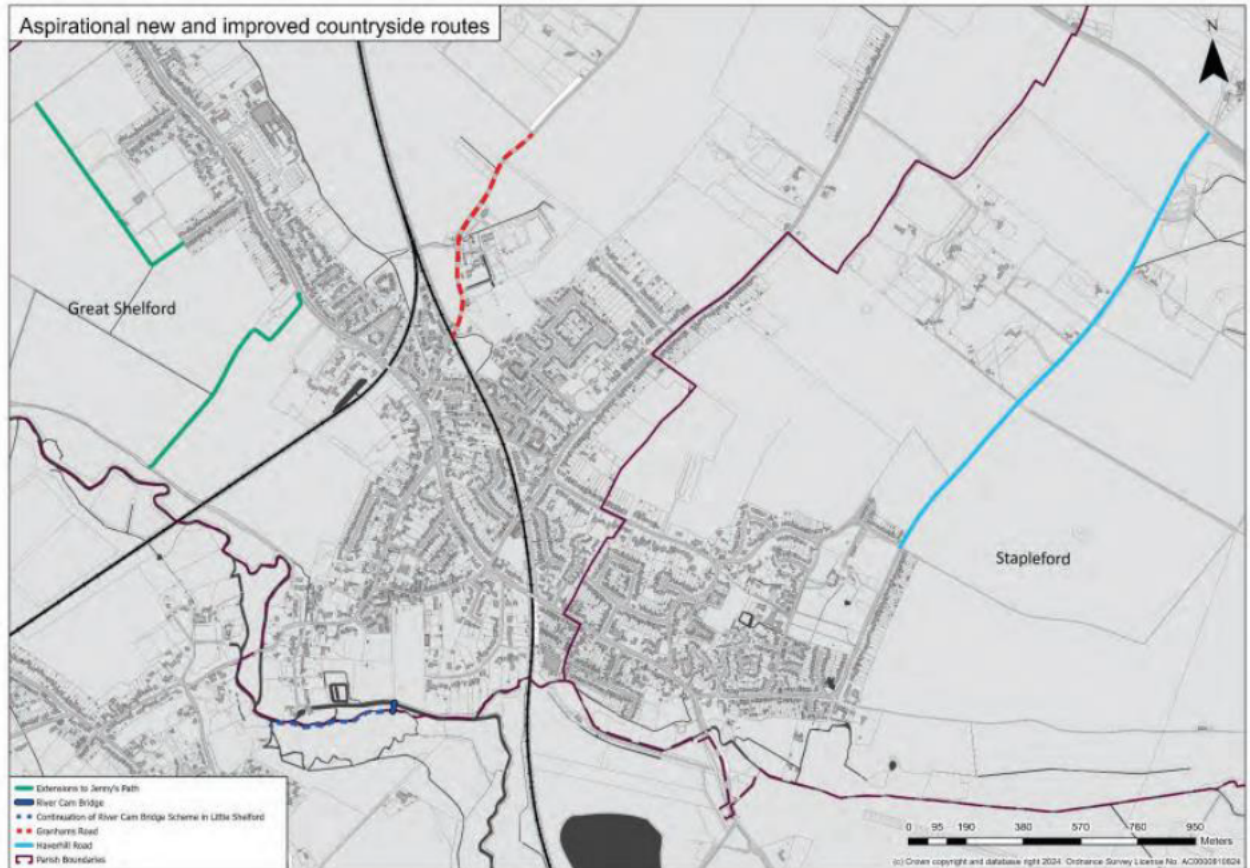 Aspirational new and improved countryside routes
N
Great Shelford
Stapleford
Extensions to Jenny's Path
River Cam Bridge
Continuation of River Cam Bridge Scheme in Little Shelford
Granhams Road
Haverhill Road
Parish Boundaries
0 95 190 380 570 760 950
Meters
(c) Crown copyright and database right 2024. Ordnance Survey License No.